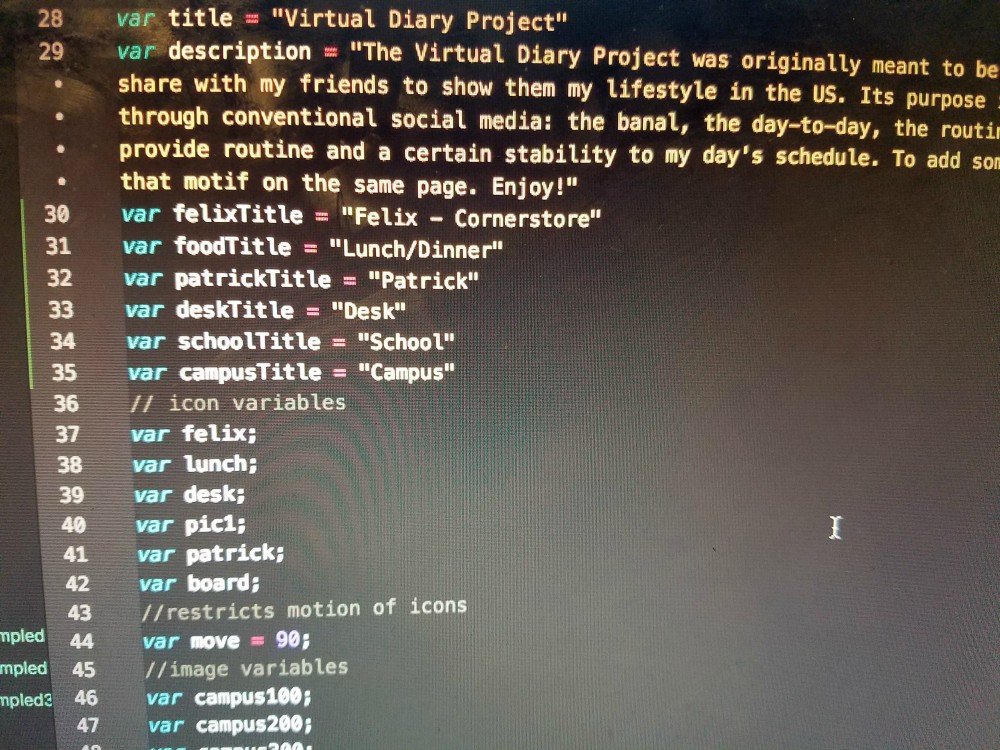 28 var title = "Virtual Diary Project"
29 var description = "The Virtual Diary Project was originally meant to be
• share with my friends to show them my lifestyle in the US. Its purpose
• through conventional social media: the banal, the day-to-day, the
• provide routine and a certain stability to my day's schedule. To add
• that motif on the same page. Enjoy!"
30 var felixTitle = "Felix - Cornerstore"
31 var foodTitle = "Lunch/Dinner"
32 var patrickTitle = "Patrick"
33 var deskTitle = "Desk"
34 var schoolTitle = "School"
35 var campusTitle = "Campus"
36 // icon variables
37 var felix;
38 var lunch;
39 var desk;
40 var pic1;
41 var patrick;
42 var board;
43 //restricts motion of icons
mpled 44 var move = 90;
mpled 45 //image variables
mpled3 46 var campus100;
47 var campus200;